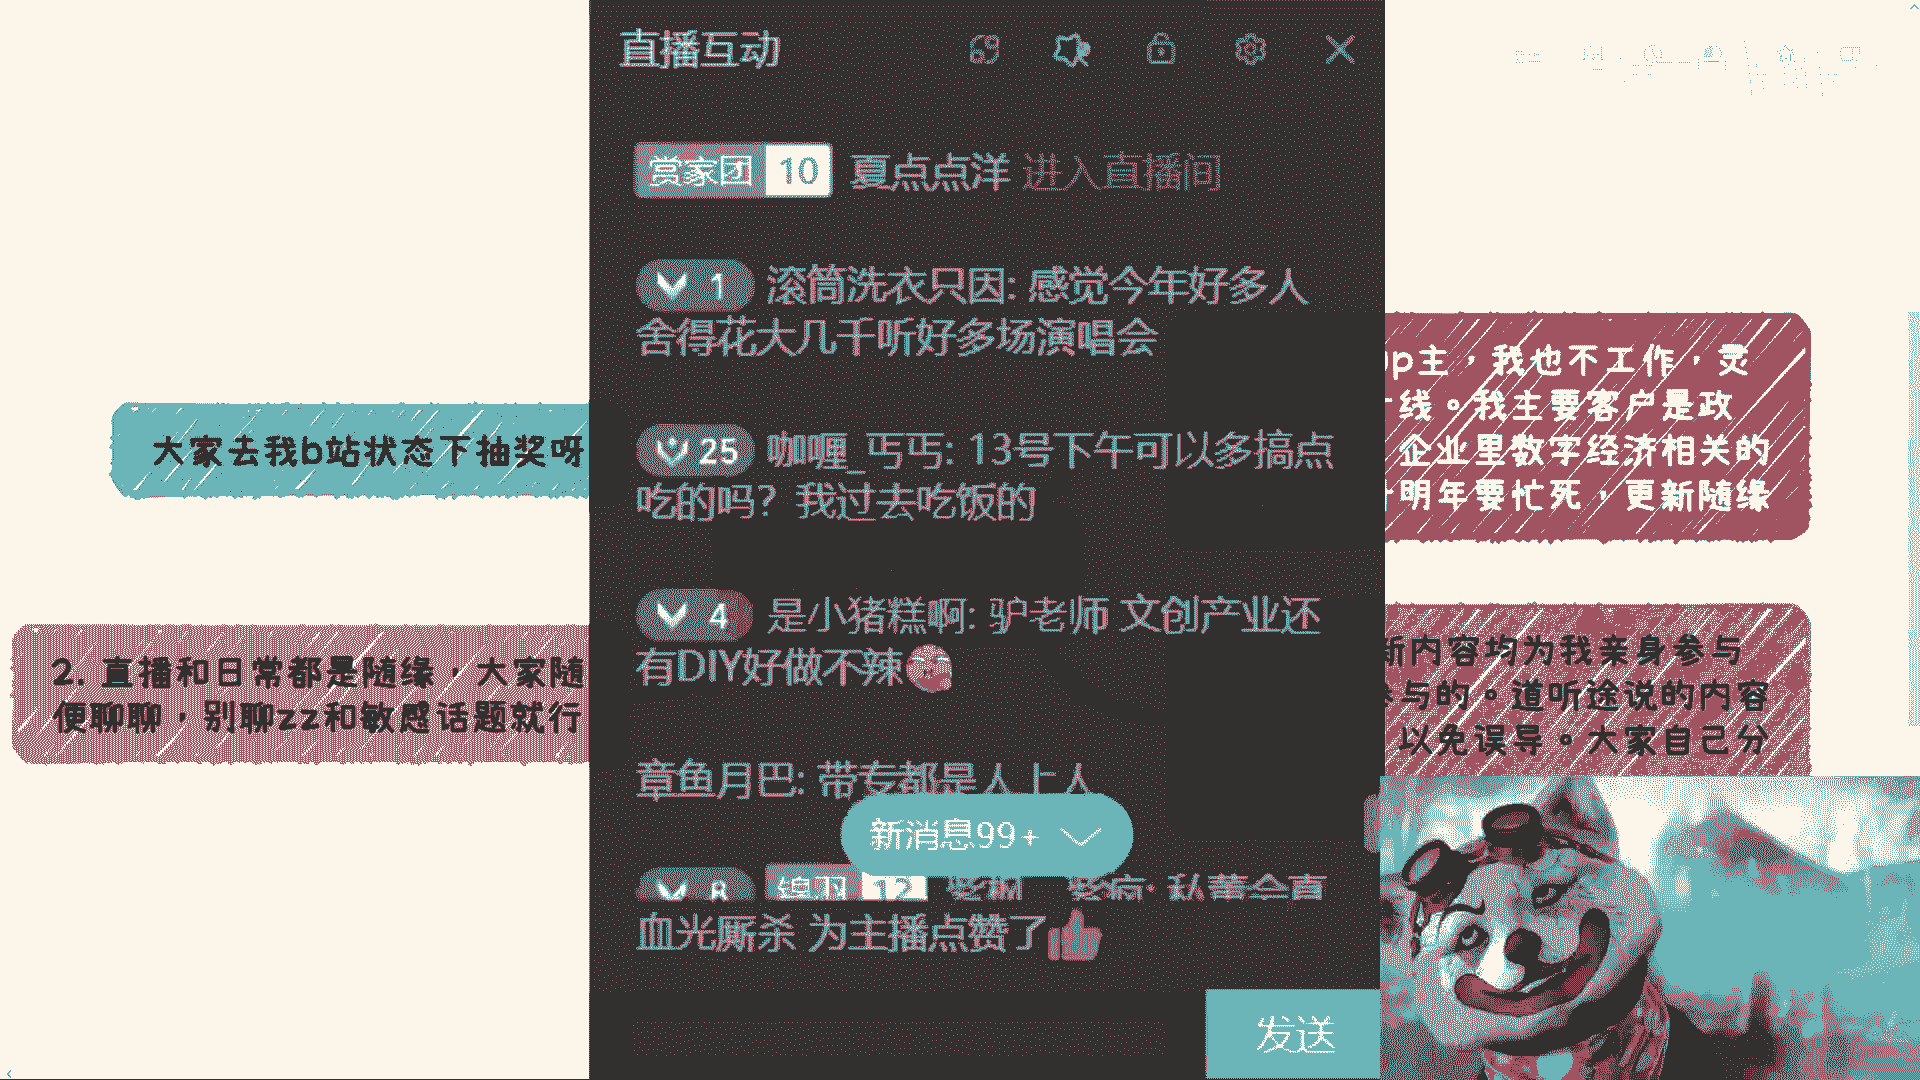 直播互动
赏家团 10 夏点点洋 进入直播间
1 滚筒洗衣只因: 感觉今年好多人
舍得花大几千听好多场演唱会
25 咖喱_丐丐: 13号下午可以多搞点
吃的吗? 我过去吃饭的
4 是小猪糕啊: 驴老师 文创产业还
有DIY好做不辣
章鱼月巴: 带专都是人上人
新消息99+
8 锦羽 12
血光厮杀 为主播点赞了
发送
大家去我b站状态下抽奖呀
2. 直播和日常都是随缘，大家随
便聊聊，别聊zz和敏感话题就行
up主，我也不工作，灵
线。我主要客户是政
企业里数字经济相关的
明年要忙死，更新随缘
新内容均为我亲身参与
参与的。道听途说的内容
以免误导。大家自己分